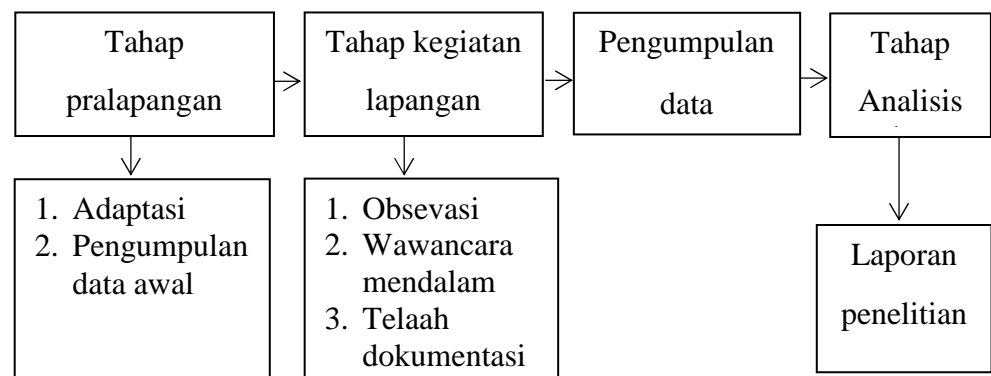 Tahap
pralapangan
Tahap kegiatan
lapangan
Pengumpulan
data
Tahap
Analisis
1. Adaptasi
2. Pengumpulan
data awal
1. Obsevasi
2. Wawancara
mendalam
3. Telaah
dokumentasi
Laporan
penelitian